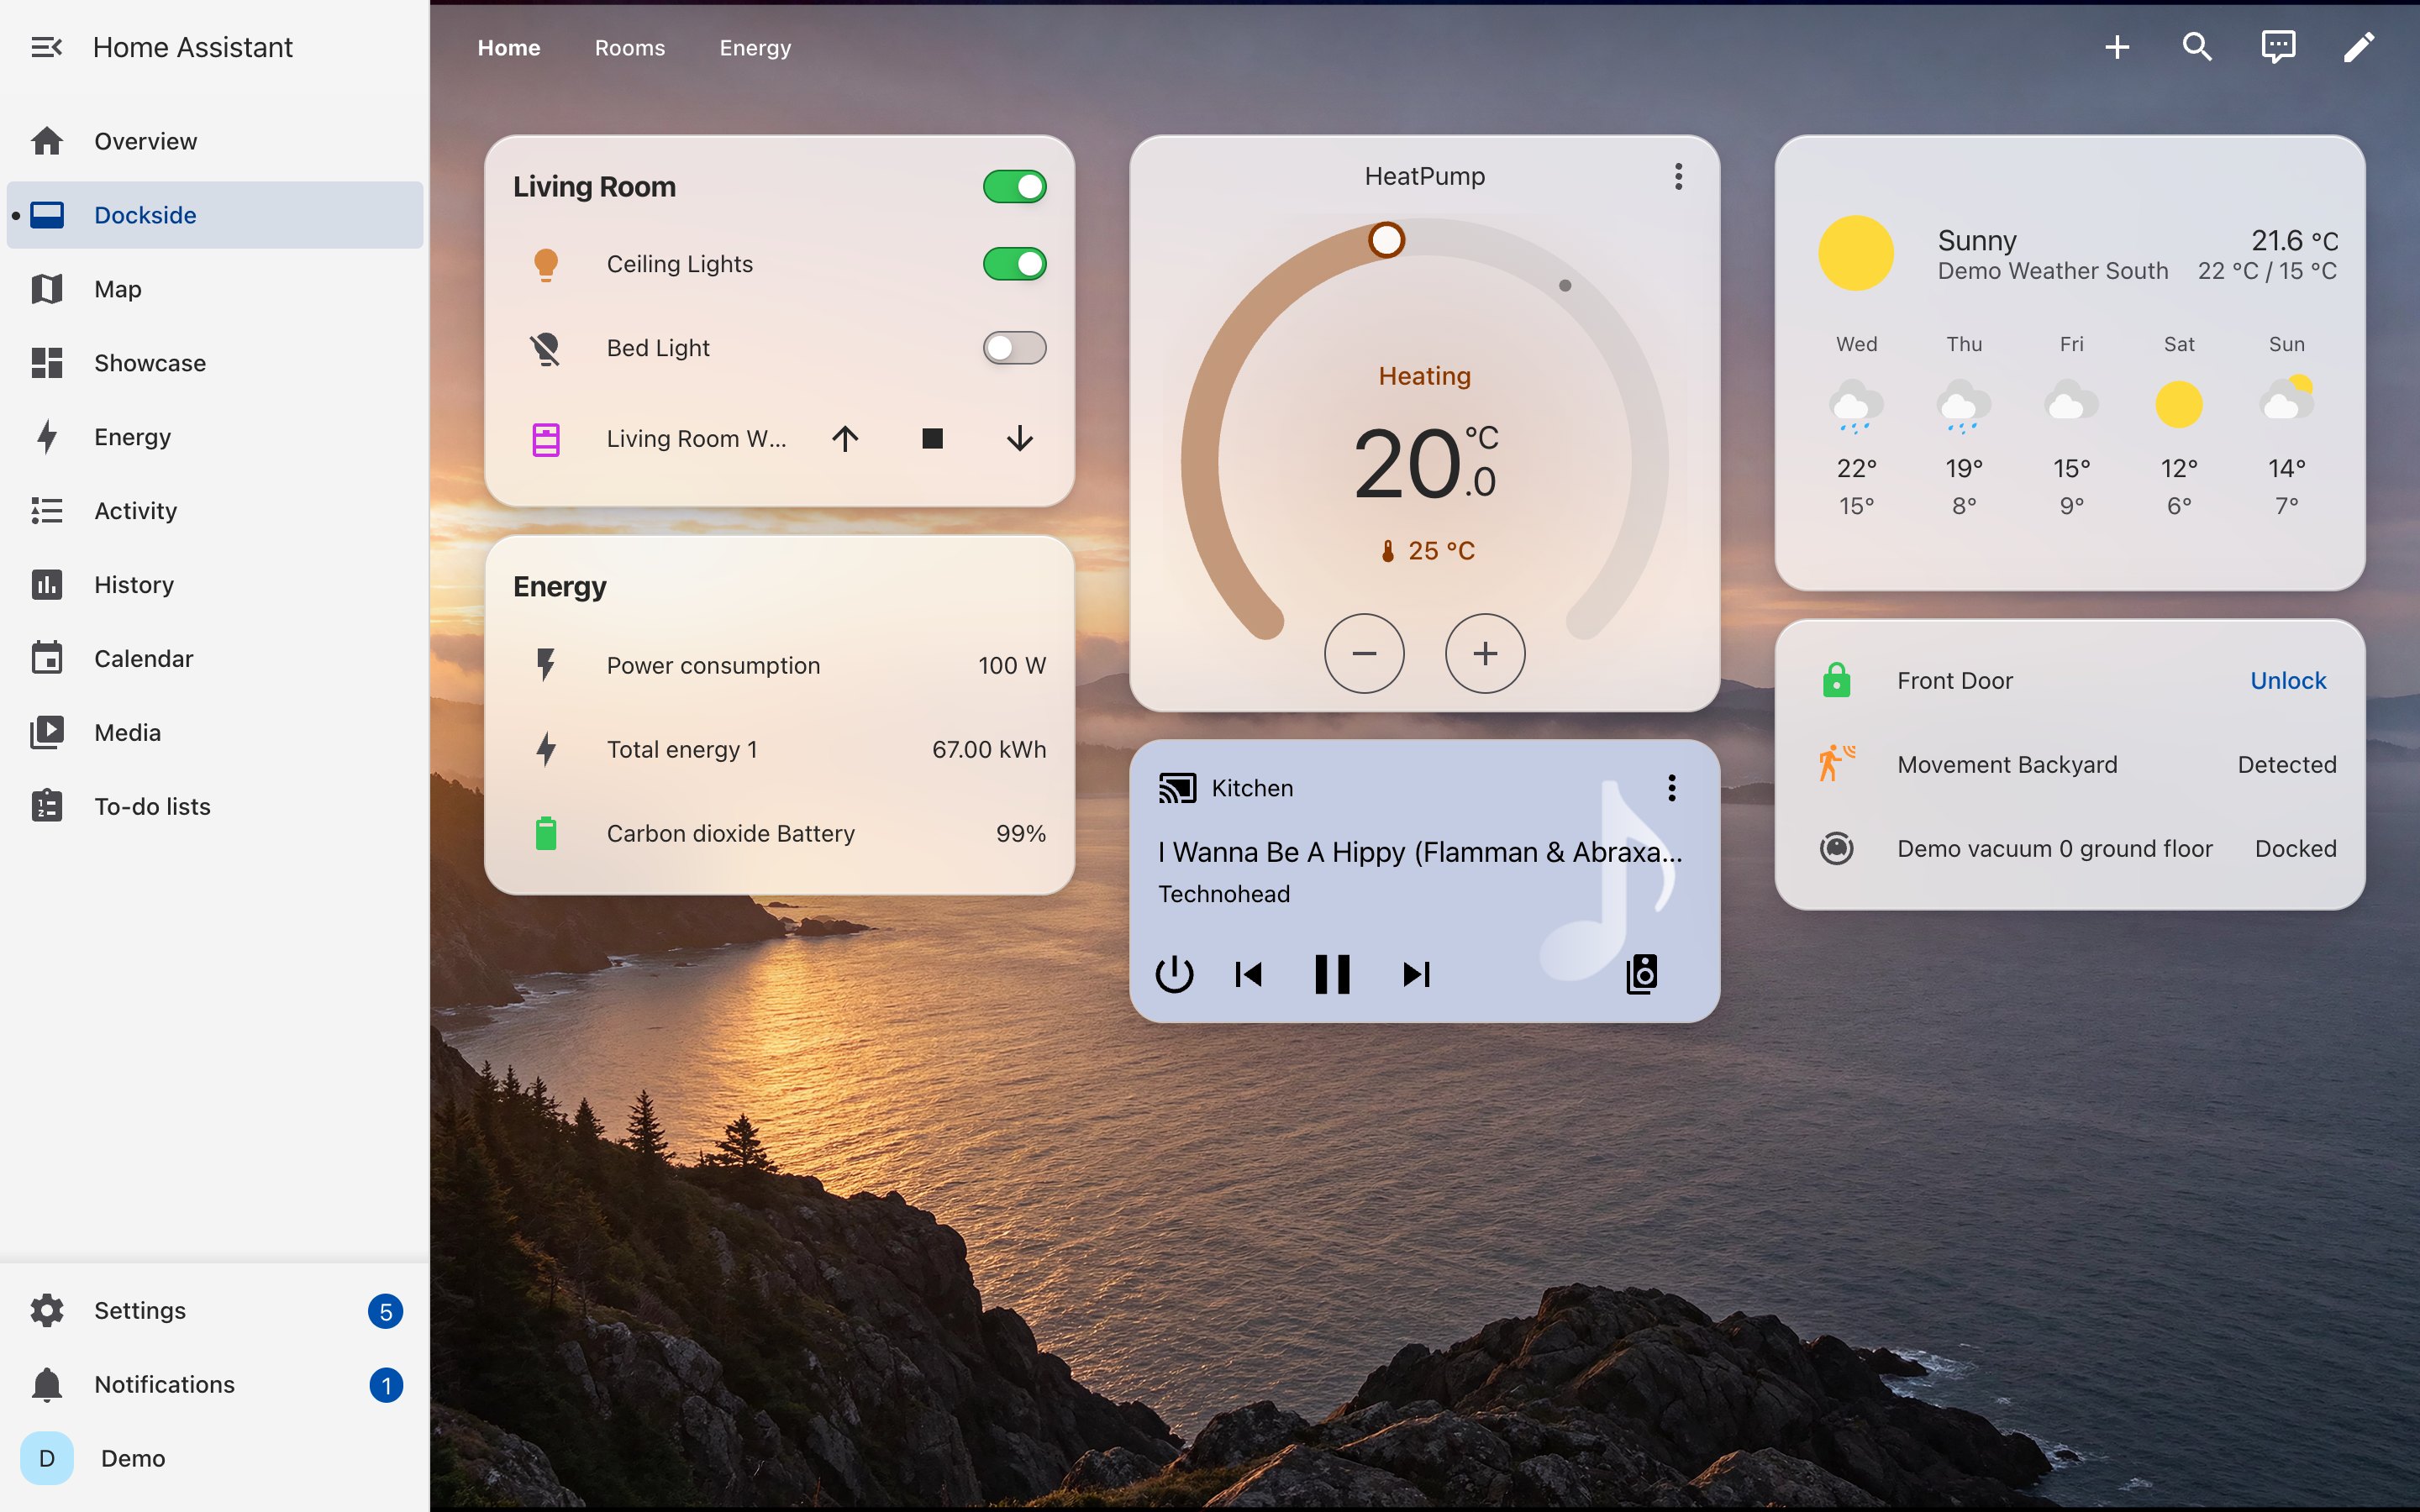 Home Assistant
Overview
Dockside
Map
Showcase
Energy
Activity
History
Calendar
Media
To-do lists
Settings 5
Notifications 1
D Demo
Home Rooms Energy
Living Room
Ceiling Lights
Bed Light
Living Room W...
Energy
Power consumption 100 W
Total energy 1 67.00 kWh
Carbon dioxide Battery 99%
HeatPump
Heating
20.0 °C
25 °C
Kitchen
I Wanna Be A Hippy (Flamman & Abraxa...
Technohead
Sunny 21.6 °C
Demo Weather South 22 °C / 15 °C
Wed Thu Fri Sat Sun
22° 19° 15° 12° 14°
15° 8° 9° 6° 7°
Front Door Unlock
Movement Backyard Detected
Demo vacuum 0 ground floor Docked